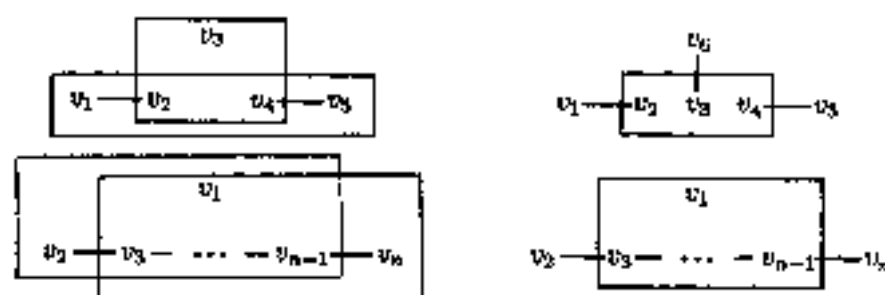 v₃ v₆
v₁ v₂ v₄ v₅ v₁ v₂ v₃ v₄ v₅
v₁ v₁
v₂ v₃ ··· vₙ₋₁ vₙ v₂ v₃ ··· vₙ₋₁